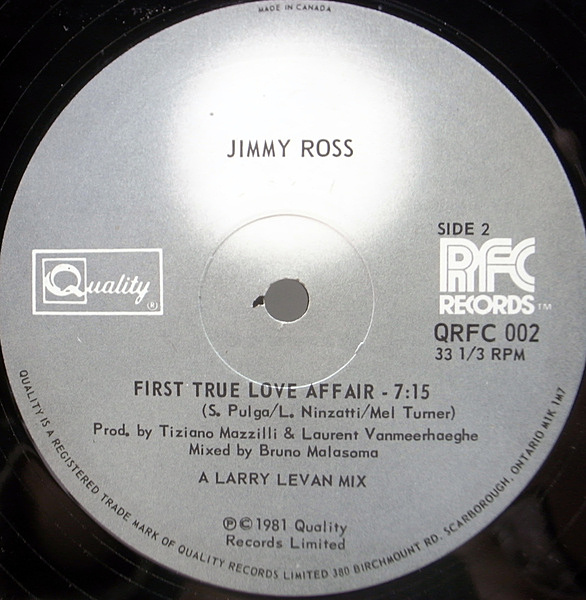 MADE IN CANADA
JIMMY ROSS
SIDE 2
RFC
RECORDS™
Quality
®
QRFC 002
33 1/3 RPM
FIRST TRUE LOVE AFFAIR - 7:15
(S. Pulga/L. Ninzatti/Mel Turner)
Prod. by Tiziano Mazzilli & Laurent Vanmeerhaeghe
Mixed by Bruno Malasoma
A LARRY LEVAN MIX
℗©1981 Quality
Records Limited
QUALITY IS A REGISTERED TRADE MARK OF QUALITY RECORDS LIMITED 380 BIRCHMOUNT RD. SCARBOROUGH, ONTARIO M1K 1M7